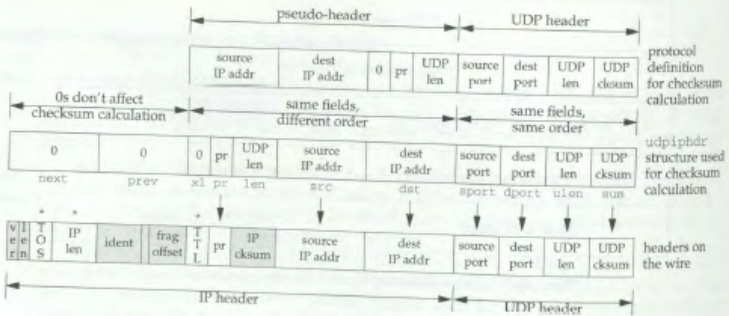 pseudo-header
UDP header
source IP addr
dest IP addr
0
pr
UDP len
source port
dest port
UDP len
UDP cksum
protocol definition for checksum calculation
0s don't affect checksum calculation
same fields, different order
same fields, same order
0
0
0
pr
UDP len
source IP addr
dest IP addr
source port
dest port
UDP len
UDP cksum
udpiphdr structure used for checksum calculation
next
prev
x1
pr
len
src
dst
sport
dport
ulen
sum
*
*
*
ver
len
TOS
IP len
ident
frag offset
TTL
pr
IP cksum
source IP addr
dest IP addr
source port
dest port
UDP len
UDP cksum
headers on the wire
IP header
UDP header